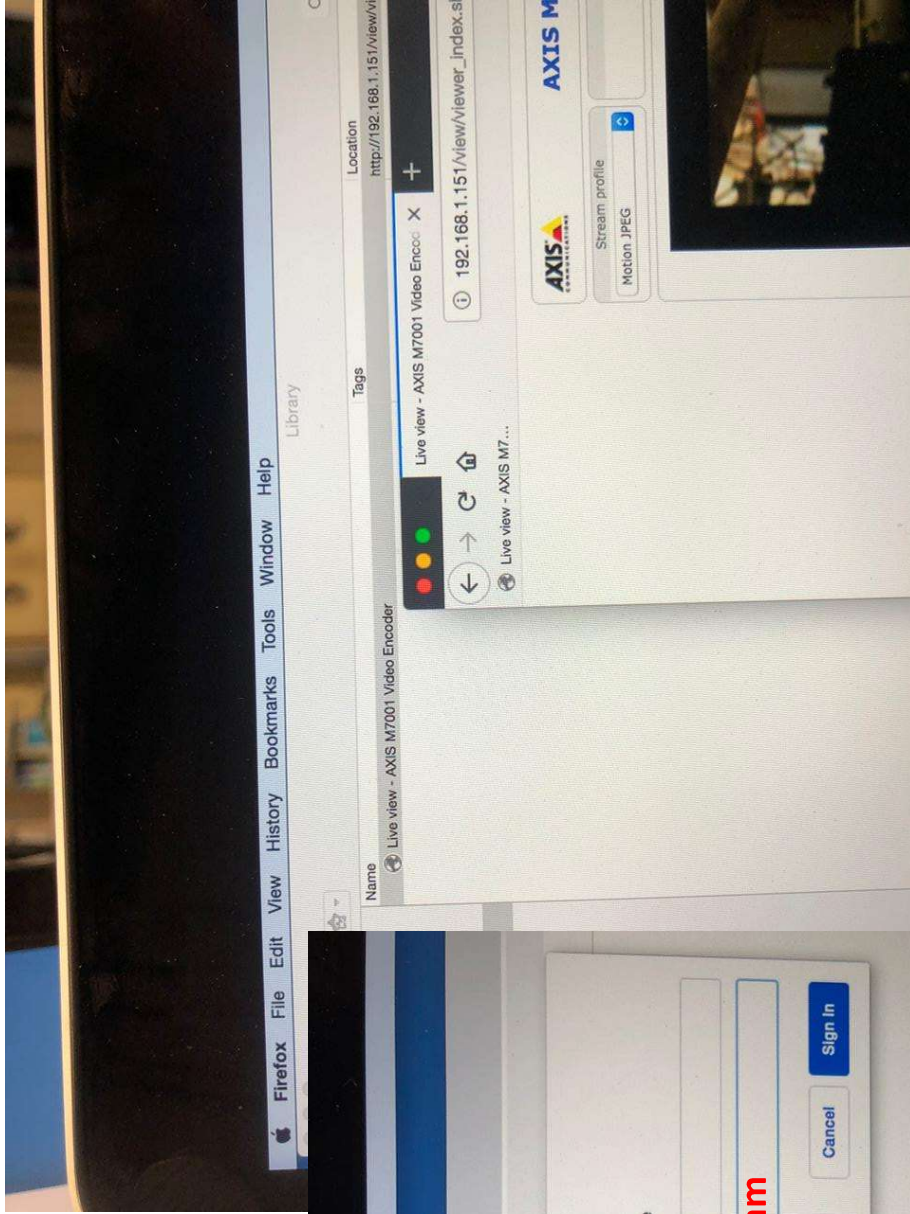 Firefox File Edit View History Bookmarks Tools Window Help
Library
Name Tags Location
Live view - AXIS M7001 Video Encoder http://192.168.1.151/view/vi
Live view - AXIS M7001 Video Encod × +
192.168.1.151/view/viewer_index.sl
Live view - AXIS M7...
AXIS COMMUNICATIONS AXIS M
Stream profile
Motion JPEG
Cancel Sign In